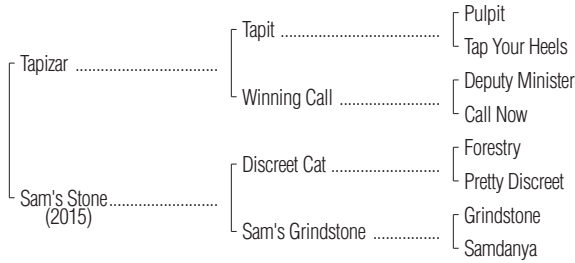 Pulpit
Tapit ................................
Tap Your Heels
Tapizar .............................
Deputy Minister
Winning Call ....................
Call Now
Forestry
Discreet Cat ......................
Pretty Discreet
Sam's Stone......................
(2015)
Grindstone
Sam's Grindstone .............
Samdanya